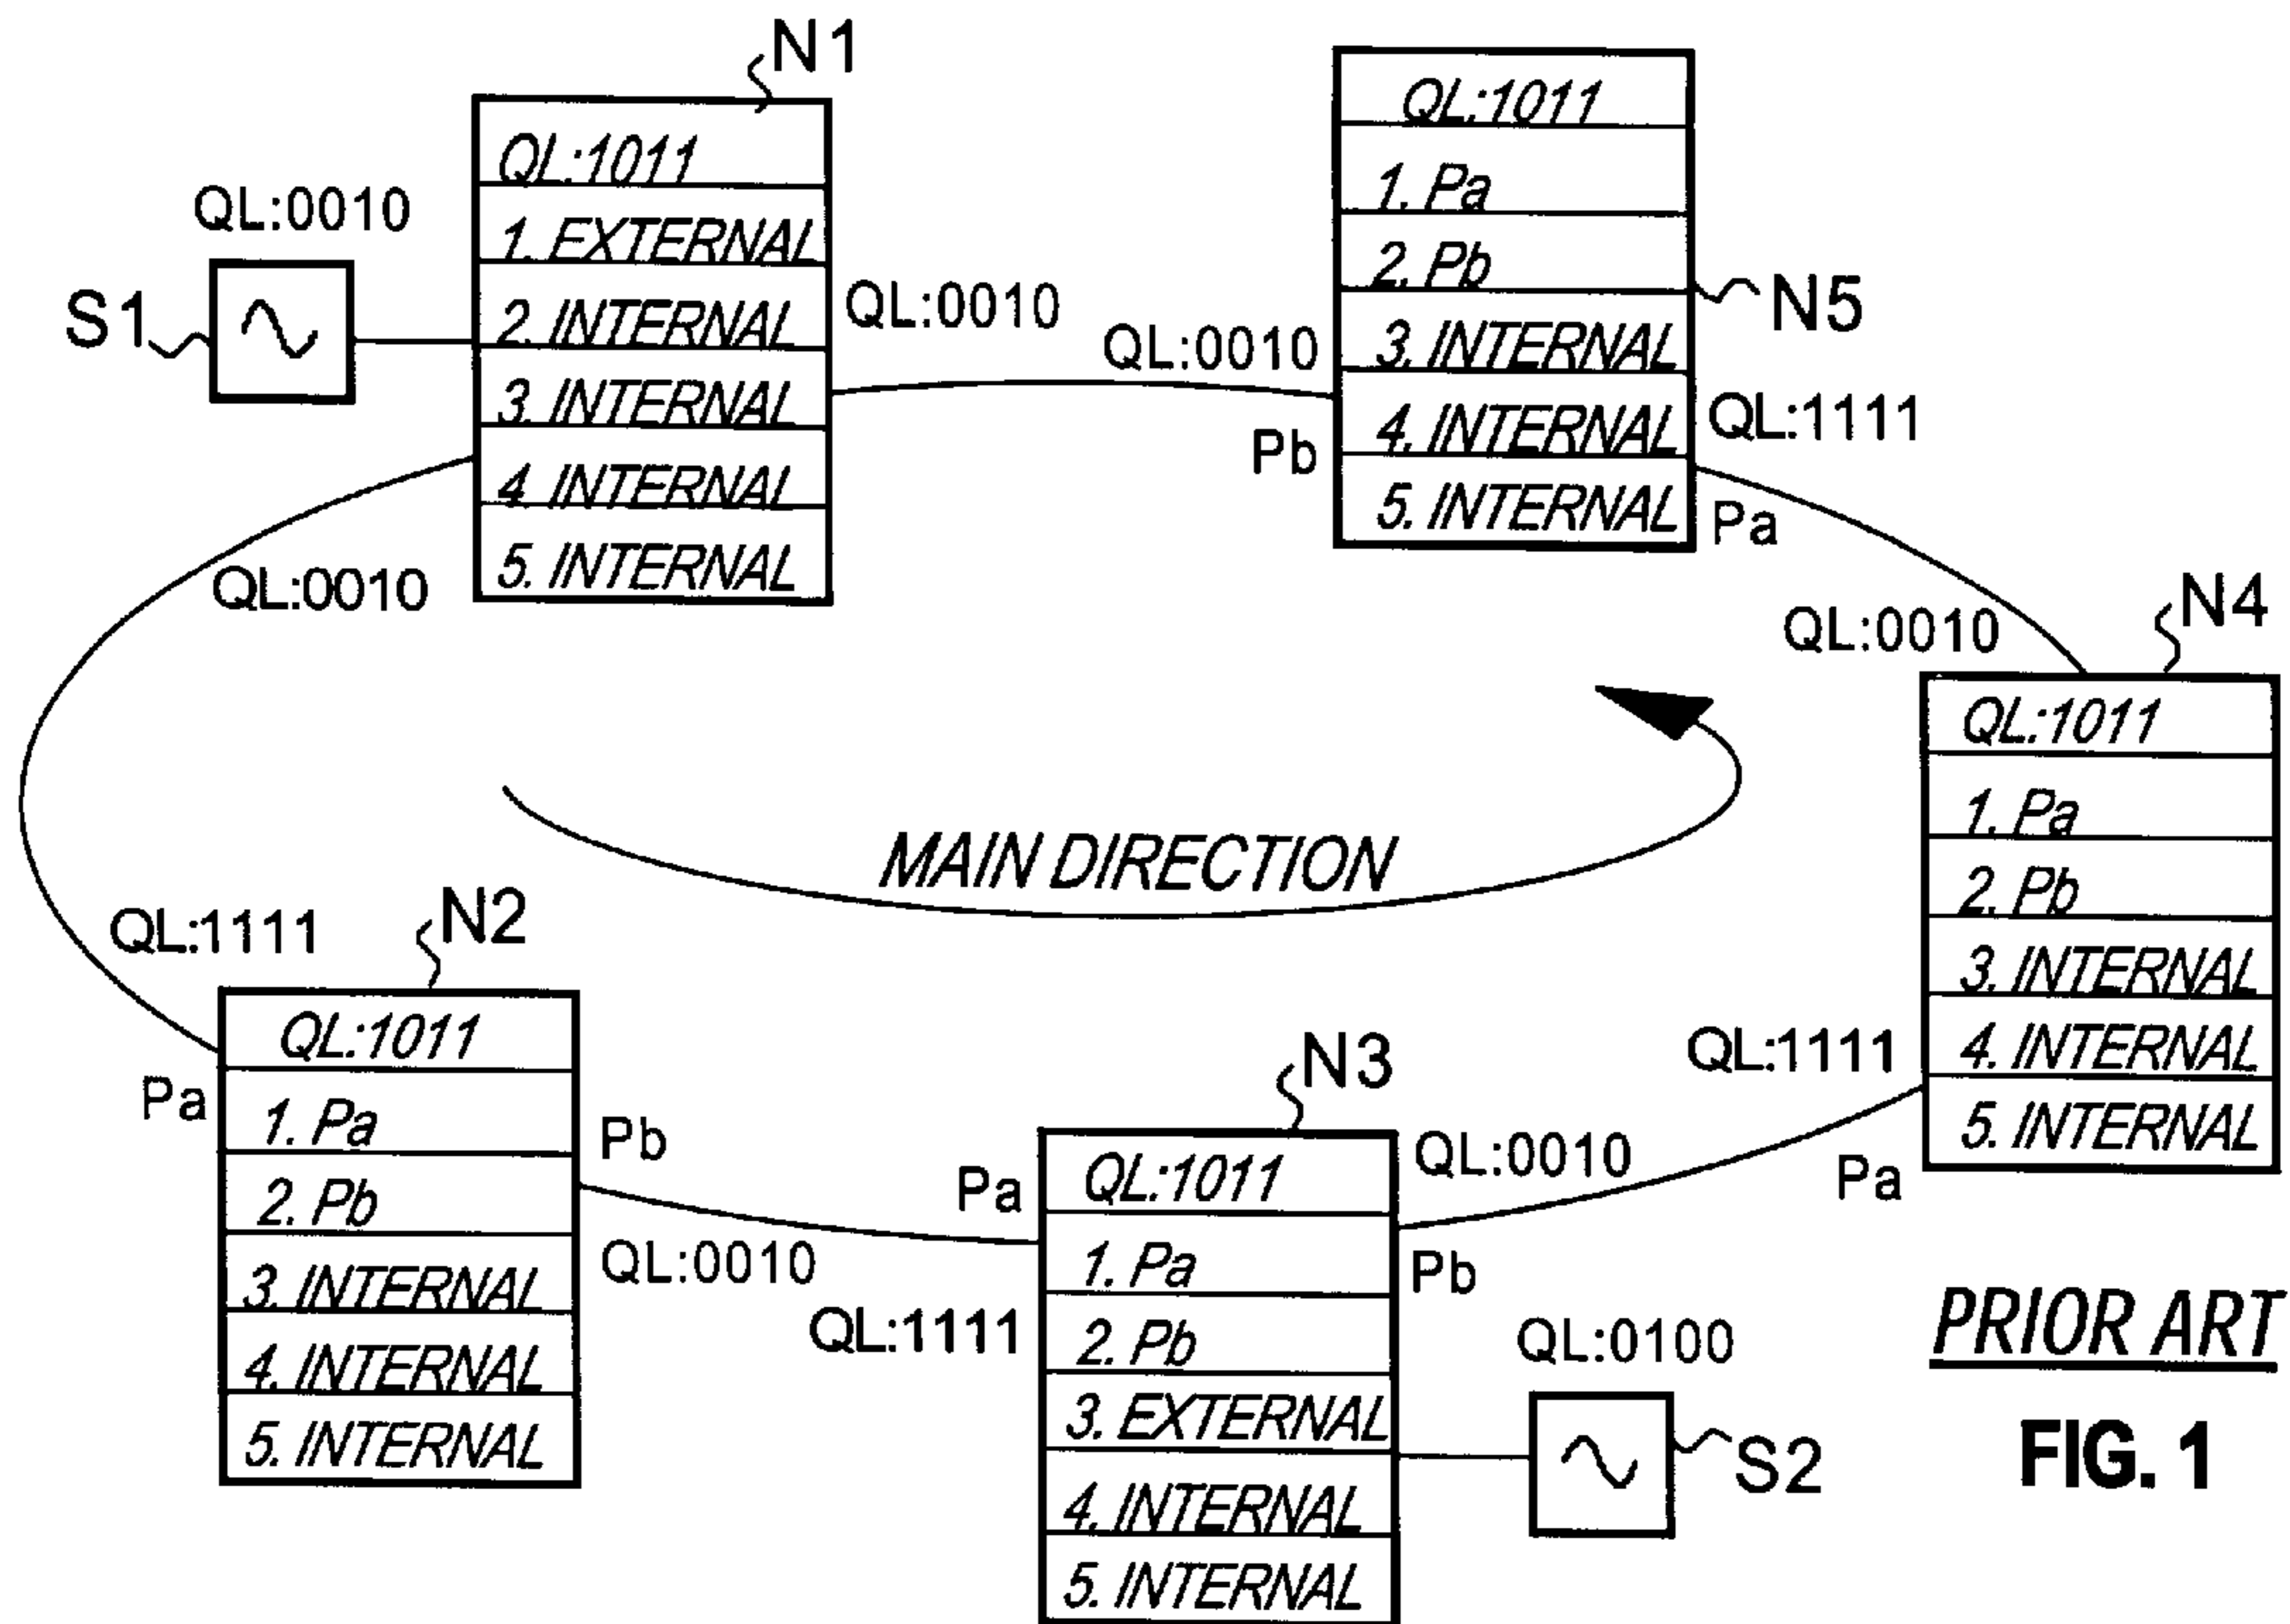 N1
QL:1011
1. EXTERNAL
2. INTERNAL
3. INTERNAL
4. INTERNAL
5. INTERNAL
QL:0010
S1
QL:0010
QL:0010
QL:1011
1. Pa
2. Pb
3. INTERNAL
4. INTERNAL
5. INTERNAL
N5
QL:0010
Pb
QL:1111
Pa
QL:0010
N4
QL:1011
1. Pa
2. Pb
3. INTERNAL
4. INTERNAL
5. INTERNAL
QL:1111
Pa
MAIN DIRECTION
QL:1111
N2
Pa
QL:1011
1. Pa
2. Pb
3. INTERNAL
4. INTERNAL
5. INTERNAL
Pb
QL:0010
N3
Pa
QL:1111
QL:1011
1. Pa
2. Pb
3. EXTERNAL
4. INTERNAL
5. INTERNAL
QL:0010
Pb
QL:0100
S2
PRIOR ART
FIG. 1